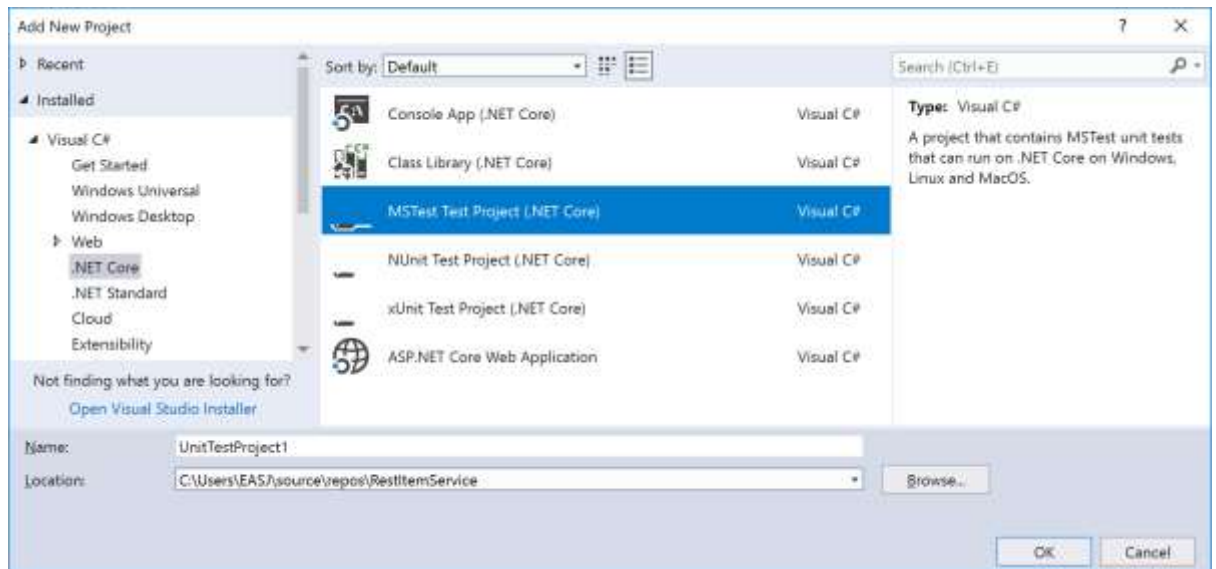 Add New Project
?
Recent
Installed
Visual C#
Get Started
Windows Universal
Windows Desktop
Web
.NET Core
.NET Standard
Cloud
Extensibility
Not finding what you are looking for?
Open Visual Studio Installer
Sort by: Default
Console App (.NET Core) Visual C#
Class Library (.NET Core) Visual C#
MSTest Test Project (.NET Core) Visual C#
NUnit Test Project (.NET Core) Visual C#
xUnit Test Project (.NET Core) Visual C#
ASP.NET Core Web Application Visual C#
Search (Ctrl+E)
Type: Visual C#
A project that contains MSTest unit tests
that can run on .NET Core on Windows,
Linux and MacOS.
Name: UnitTestProject1
Location: C:\Users\EASJ\source\repos\RestItemService
Browse...
OK Cancel